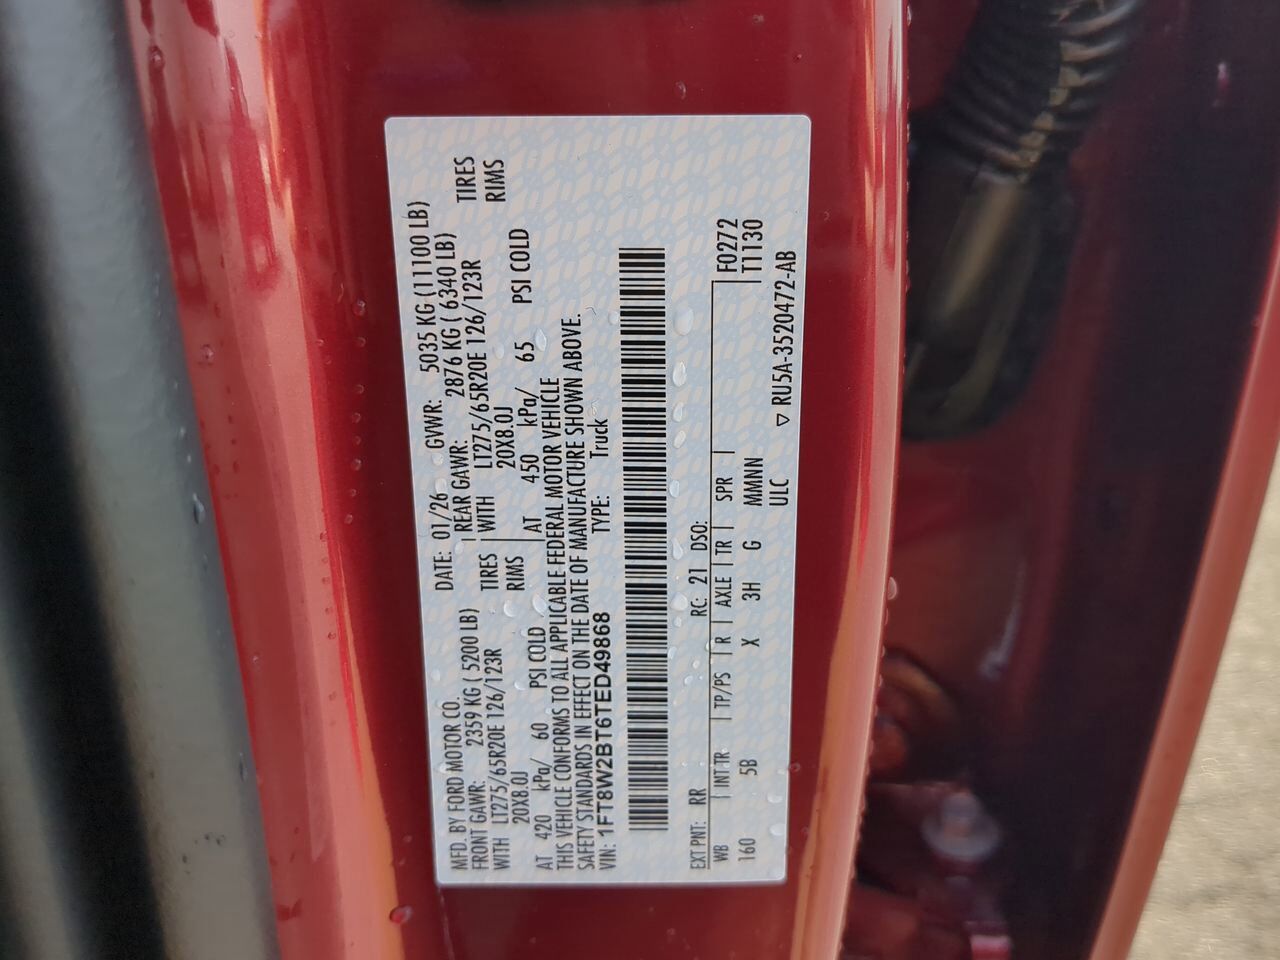 MFD. BY FORD MOTOR CO. DATE: 01/26 GVWR: 5035 KG (11100 LB)
FRONT GAWR: 2359 KG ( 5200 LB) REAR GAWR: 2876 KG ( 6340 LB)
WITH LT275/65R20E 126/123R TIRES WITH LT275/65R20E 126/123R TIRES
20X8.0J RIMS 20X8.0J RIMS
AT 420 kPa/ 60 PSI COLD AT 450 kPa/ 65 PSI COLD
THIS VEHICLE CONFORMS TO ALL APPLICABLE FEDERAL MOTOR VEHICLE
SAFETY STANDARDS IN EFFECT ON THE DATE OF MANUFACTURE SHOWN ABOVE.
VIN: 1FT8W2BT6TED49868 TYPE: Truck
EXT PNT: RR RC: 21 DSO: F0272
WB INT TR TP/PS R AXLE TR SPR T1130
160 5B X 3H G MMNN
ULC ▽ RU5A-3520472-AB